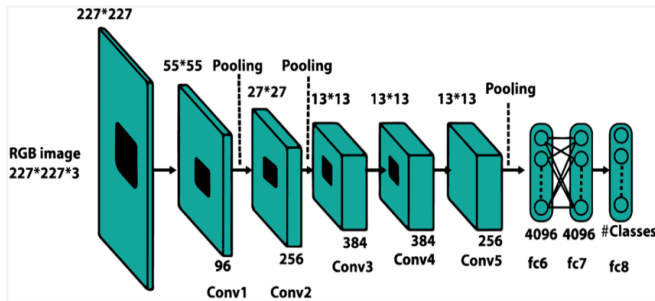 227*227
55*55
Pooling
27*27
Pooling
13*13
13*13
13*13
Pooling
RGB image
227*227*3
96
Conv1
256
Conv2
384
Conv3
384
Conv4
256
Conv5
4096
fc6
4096
fc7
#Classes
fc8